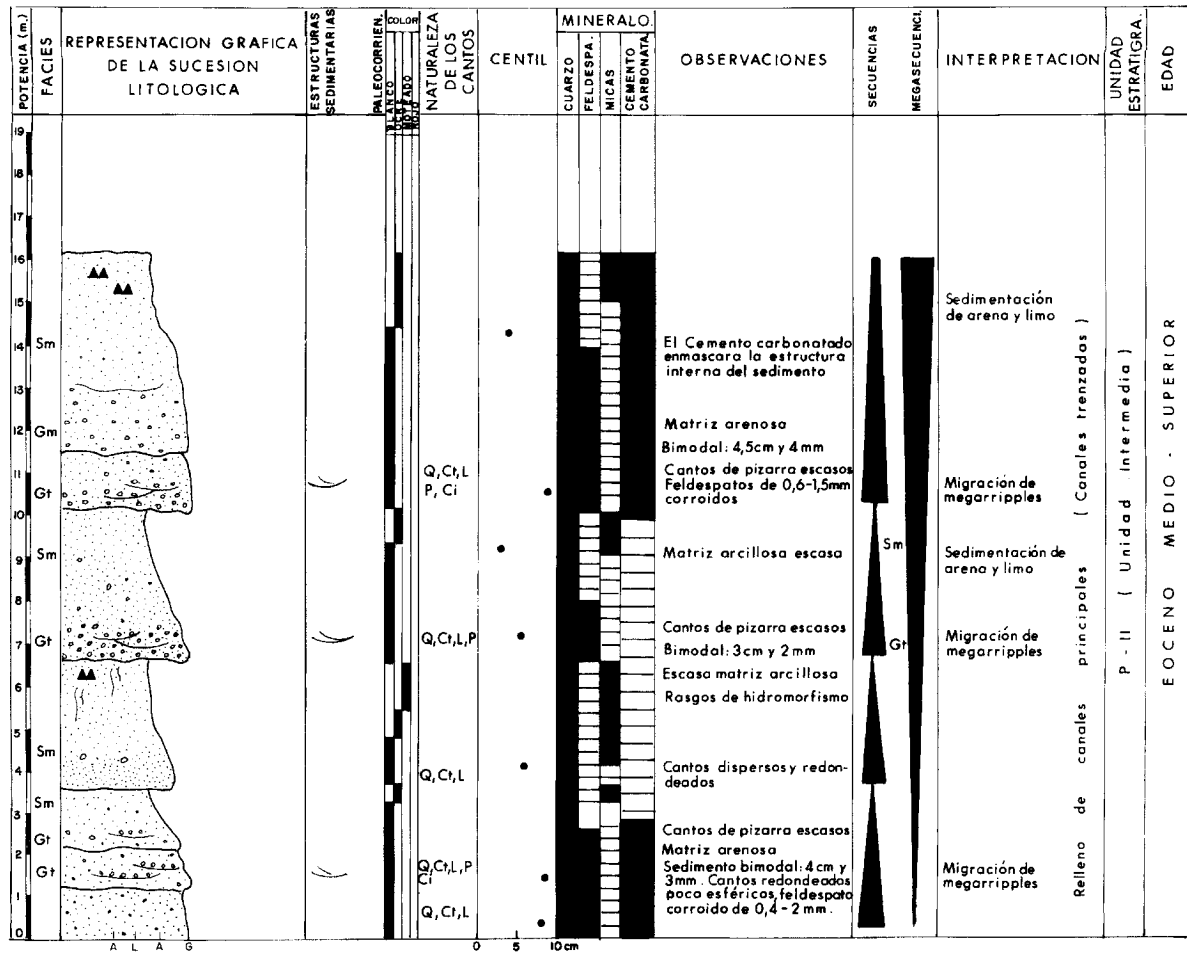 POTENCIA (m.)
FACIES
REPRESENTACION GRAFICA
DE LA SUCESION
LITOLOGICA
ESTRUCTURAS
SEDIMENTARIAS
PALEOCORRIEN.
COLOR
BLANCO
OCRE
MOTEADO
ROJO
NATURALEZA
DE LOS
CANTOS
CENTIL
MINERALO.
CUARZO
FELDESPA.
MICAS
CEMENTO
CARBONATA.
OBSERVACIONES
SECUENCIAS
MEGASECUENCI.
INTERPRETACION
UNIDAD
ESTRATIGRA.
EDAD
19
18
17
16
15
14
13
12
11
10
9
8
7
6
5
4
3
2
1
0
Sm
Gm
Gt
Sm
Gt
Sm
Sm
Gt
Gt
A L A G
Q,Ct,L
P, Ci
Q,Ct,L,P
Q,Ct,L
Q,Ct,L,P
Ci
Q,Ct,L
0 5 10 cm
El Cemento carbonatado
enmascara la estructura
interna del sedimento
Matriz arenosa
Bimodal: 4,5cm y 4mm
Cantos de pizarra escasos
Feldespatos de 0,6-1,5mm
corroidos
Matriz arcillosa escasa
Cantos de pizarra escasos
Bimodal: 3cm y 2mm
Escasa matriz arcillosa
Rasgos de hidromorfismo
Cantos dispersos y redon-
deados
Cantos de pizarra escasos
Matriz arenosa
Sedimento bimodal: 4cm y
3mm. Cantos redondeados
poco esféricos, feldespato
corroido de 0,4-2mm.
Sm
Gt
Sedimentación
de arena y limo
Migración de
megarripples
Sedimentación de
arena y limo
Migración de
megarripples
Migración de
megarripples
Relleno de canales principales (Canales trenzadas)
P-II (Unidad Intermedia)
EOCENO MEDIO - SUPERIOR